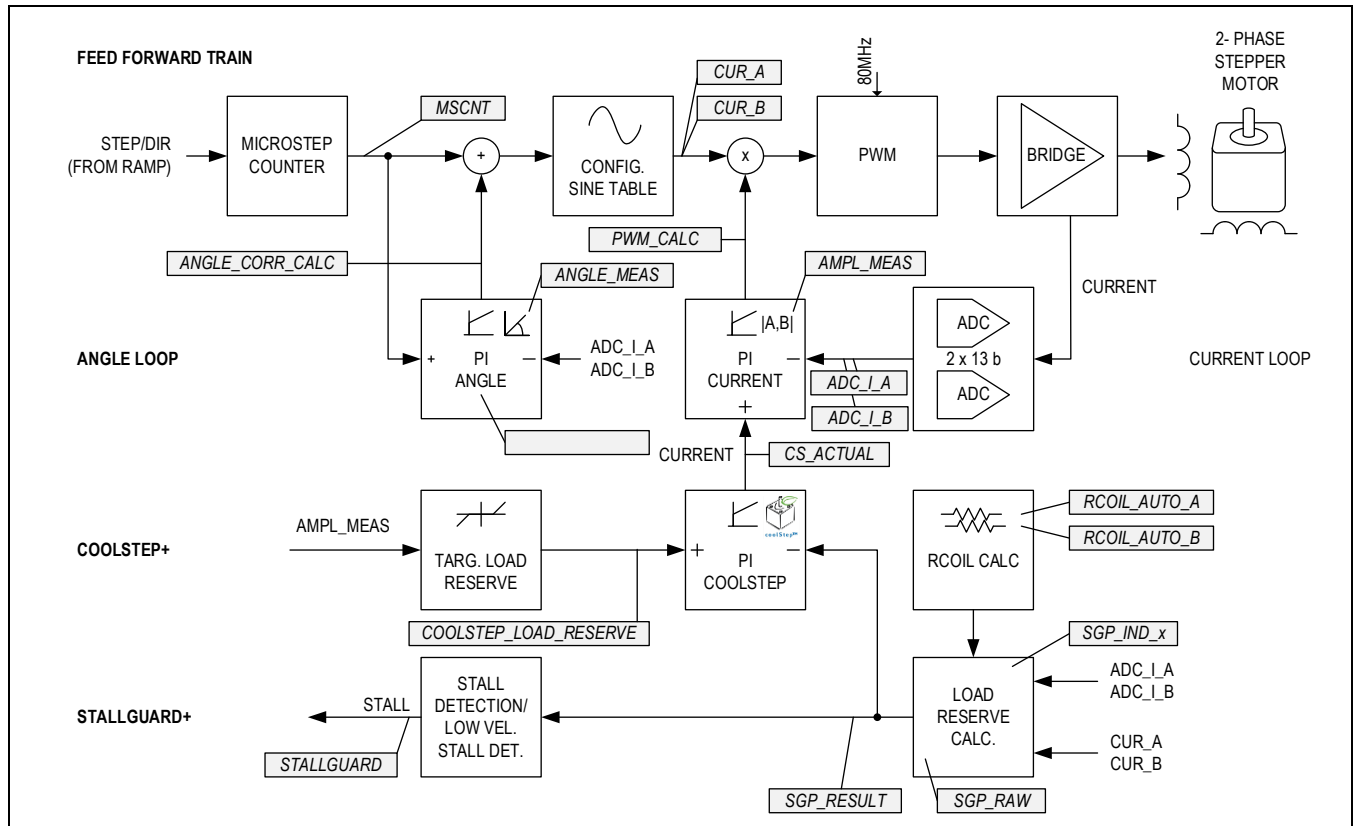 FEED FORWARD TRAIN
2- PHASE
STEPPER
MOTOR
80MHz
CUR_A
CUR_B
MSCNT
STEP/DIR
(FROM RAMP)
MICROSTEP
COUNTER
+
CONFIG.
SINE TABLE
x
PWM
BRIDGE
PWM_CALC
ANGLE_CORR_CALC
ANGLE_MEAS
AMPL_MEAS
CURRENT
ANGLE LOOP
+
PI
ANGLE
−
ADC_I_A
ADC_I_B
|A,B|
PI
CURRENT
−
+
ADC_I_A
ADC_I_B
ADC
2 x 13 b
ADC
CURRENT LOOP
CURRENT
CS_ACTUAL
COOLSTEP+
AMPL_MEAS
TARG. LOAD
RESERVE
COOLSTEP_LOAD_RESERVE
+
coolStep™
−
PI
COOLSTEP
RCOIL CALC
RCOIL_AUTO_A
RCOIL_AUTO_B
SGP_IND_x
STALLGUARD+
STALL
STALLGUARD
STALL
DETECTION/
LOW VEL.
STALL DET.
SGP_RESULT
LOAD
RESERVE
CALC.
SGP_RAW
ADC_I_A
ADC_I_B
CUR_A
CUR_B